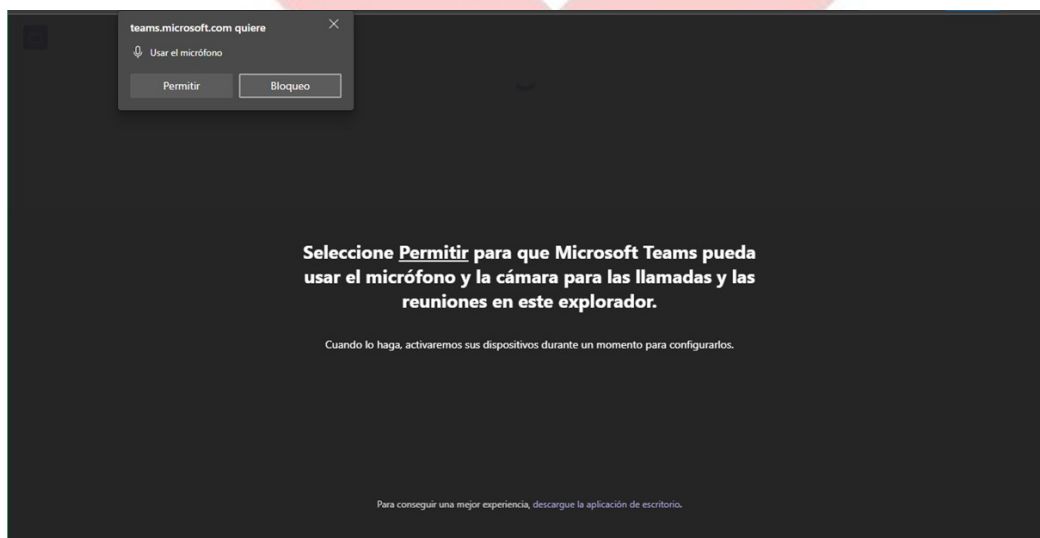 teams.microsoft.com quiere
Usar el micrófono
Permitir
Bloqueo
Seleccione Permitir para que Microsoft Teams pueda
usar el micrófono y la cámara para las llamadas y las
reuniones en este explorador.
Cuando lo haga, activaremos sus dispositivos durante un momento para configurarlos.
Para conseguir una mejor experiencia, descargue la aplicación de escritorio.